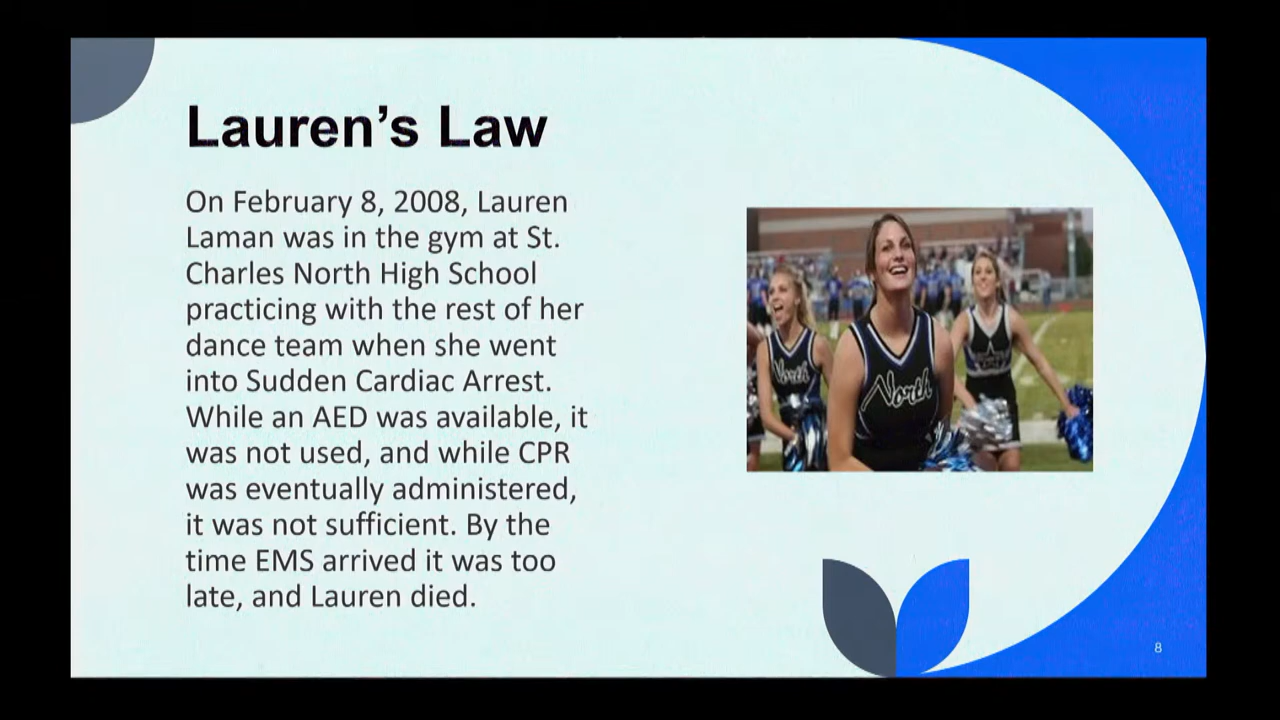 Lauren's Law
On February 8, 2008, Lauren
Laman was in the gym at St.
Charles North High School
practicing with the rest of her
dance team when she went
into Sudden Cardiac Arrest.
While an AED was available, it
was not used, and while CPR
was eventually administered,
it was not sufficient. By the
time EMS arrived it was too
late, and Lauren died.
North
North
8